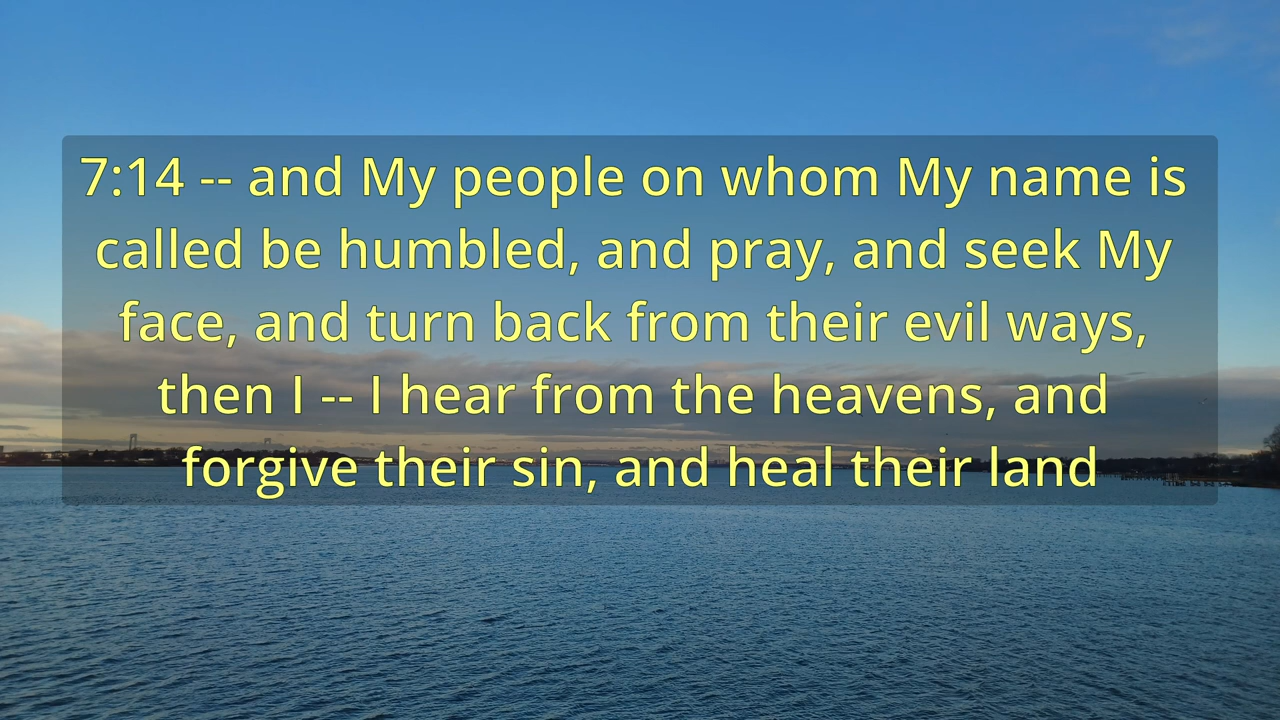 7:14 -- and My people on whom My name is
called be humbled, and pray, and seek My
face, and turn back from their evil ways,
then I -- I hear from the heavens, and
forgive their sin, and heal their land